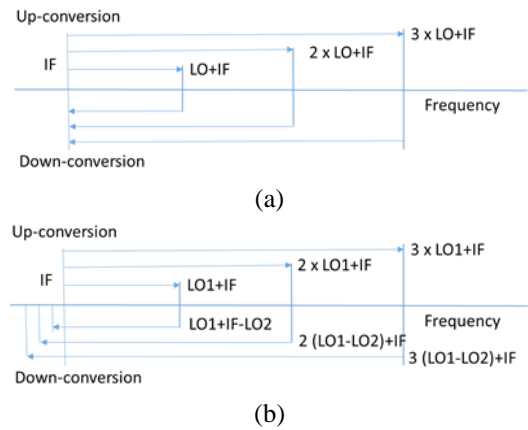 Up-conversion
3 x LO+IF
2 x LO+IF
IF
LO+IF
Frequency
Down-conversion
(a)
Up-conversion
3 x LO1+IF
2 x LO1+IF
IF
LO1+IF
LO1+IF-LO2
Frequency
2 (LO1-LO2)+IF
3 (LO1-LO2)+IF
Down-conversion
(b)